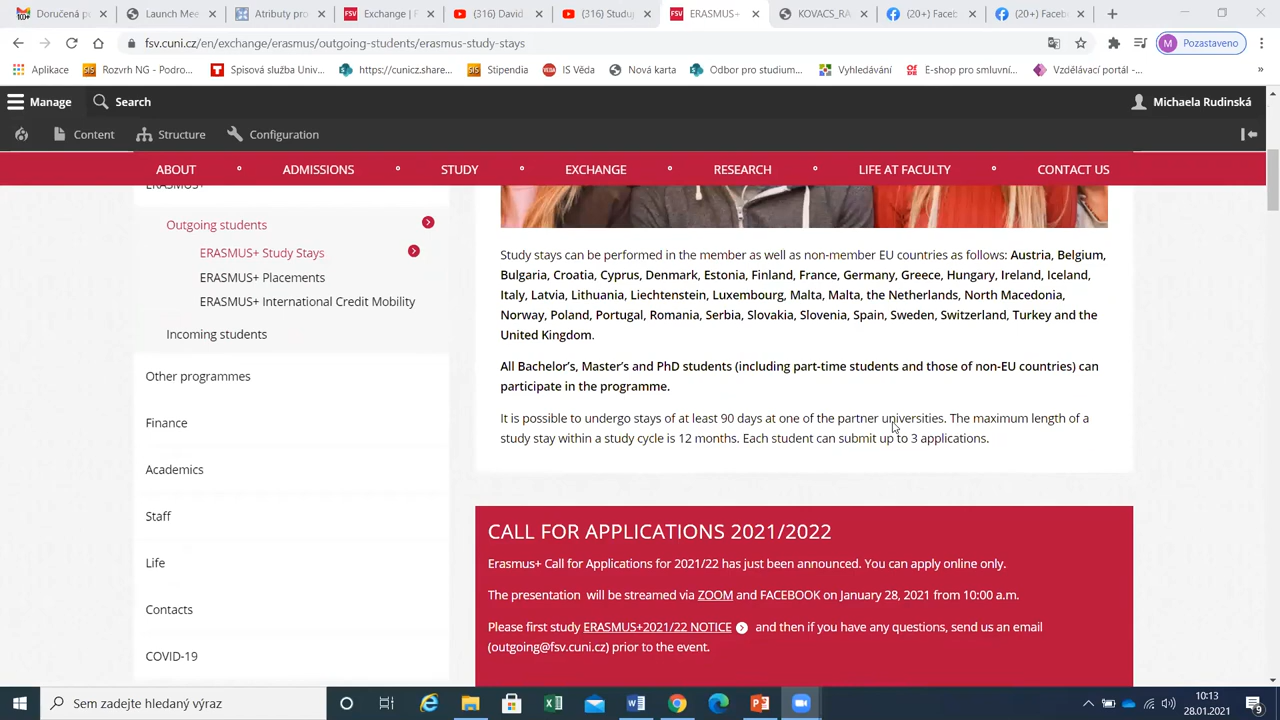 Doručená p
Launch Mee
Atributy prod
Exchange | F
(316) David
(316) Studuj
ERASMUS+
KOVACS_RA
(20+) Faceb
(20+) Faceb
fsv.cuni.cz/en/exchange/erasmus/outgoing-students/erasmus-study-stays
M Pozastaveno
Aplikace
SIS Rozvrh NG - Podro...
Spisová služba Univ...
https://cunicz.share...
SIS Stipendia
IS Věda
Nová karta
Odbor pro studium...
Vyhledávání
E-shop pro smluvní...
Vzdělávací portál -...
»
Manage
Search
Michaela Rudinská
Content
Structure
Configuration
ABOUT
ADMISSIONS
STUDY
EXCHANGE
RESEARCH
LIFE AT FACULTY
CONTACT US
ERASMUS+
Outgoing students
ERASMUS+ Study Stays
ERASMUS+ Placements
ERASMUS+ International Credit Mobility
Incoming students
Other programmes
Finance
Academics
Staff
Life
Contacts
COVID-19
Study stays can be performed in the member as well as non-member EU countries as follows: Austria, Belgium,
Bulgaria, Croatia, Cyprus, Denmark, Estonia, Finland, France, Germany, Greece, Hungary, Ireland, Iceland,
Italy, Latvia, Lithuania, Liechtenstein, Luxembourg, Malta, Malta, the Netherlands, North Macedonia,
Norway, Poland, Portugal, Romania, Serbia, Slovakia, Slovenia, Spain, Sweden, Switzerland, Turkey and the
United Kingdom.
All Bachelor's, Master's and PhD students (including part-time students and those of non-EU countries) can
participate in the programme.
It is possible to undergo stays of at least 90 days at one of the partner universities. The maximum length of a
study stay within a study cycle is 12 months. Each student can submit up to 3 applications.
CALL FOR APPLICATIONS 2021/2022
Erasmus+ Call for Applications for 2021/22 has just been announced. You can apply online only.
The presentation will be streamed via ZOOM and FACEBOOK on January 28, 2021 from 10:00 a.m.
Please first study ERASMUS+2021/22 NOTICE and then if you have any questions, send us an email
(outgoing@fsv.cuni.cz) prior to the event.
Sem zadejte hledaný výraz
10:13
28.01.2021